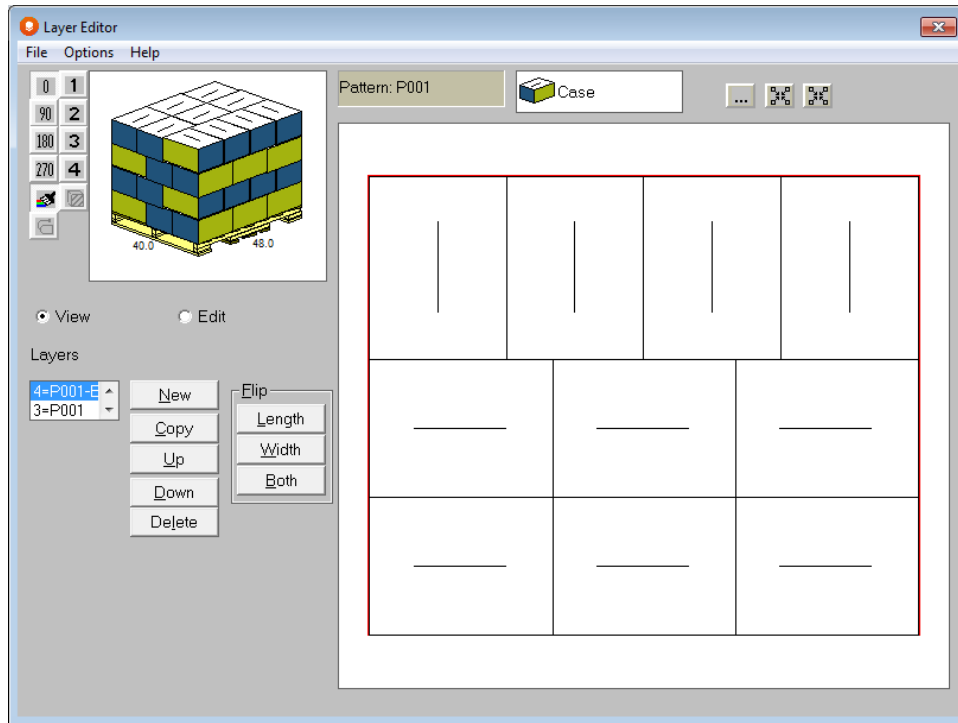 Layer Editor
File Options Help
0 1
90 2
180 3
270 4
40.0 48.0
Pattern: P001
Case
...
View Edit
Layers
4=P001-E
3=P001
New
Copy
Up
Down
Delete
Flip
Length
Width
Both